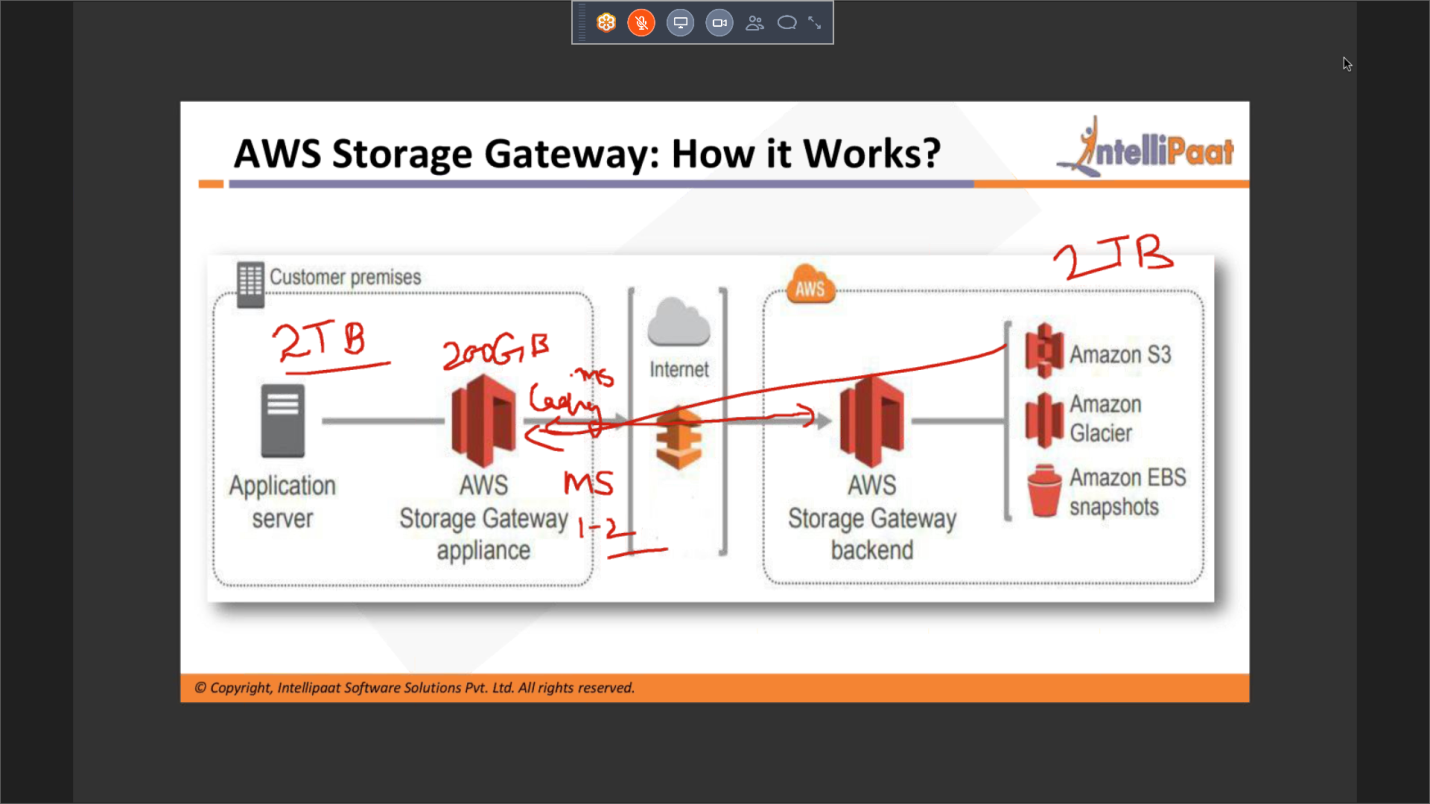 AWS Storage Gateway: How it Works?
IntelliPaat
2TB
Customer premises
AWS
2TB
200GB
Internet
ms
Caching
Amazon S3
Amazon
Glacier
Amazon EBS
snapshots
Application
server
AWS
Storage Gateway
appliance
MS
1-2
AWS
Storage Gateway
backend
© Copyright, Intellipaat Software Solutions Pvt. Ltd. All rights reserved.